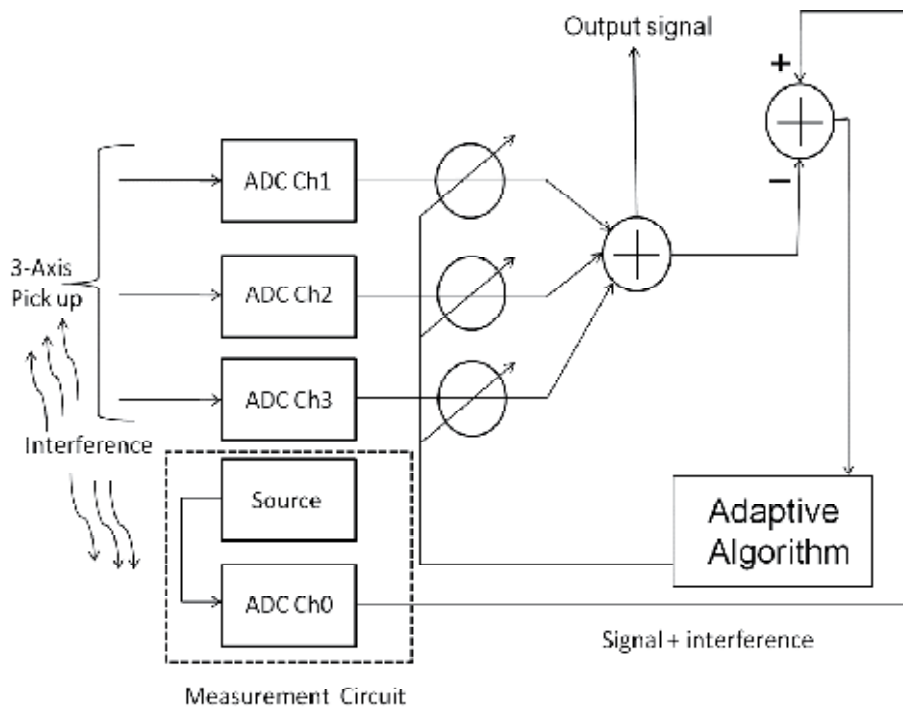 Output signal
+
ADC Ch1
−
3-Axis
Pick up
ADC Ch2
ADC Ch3
Interference
Source
Adaptive
Algorithm
ADC Ch0
Signal + interference
Measurement Circuit